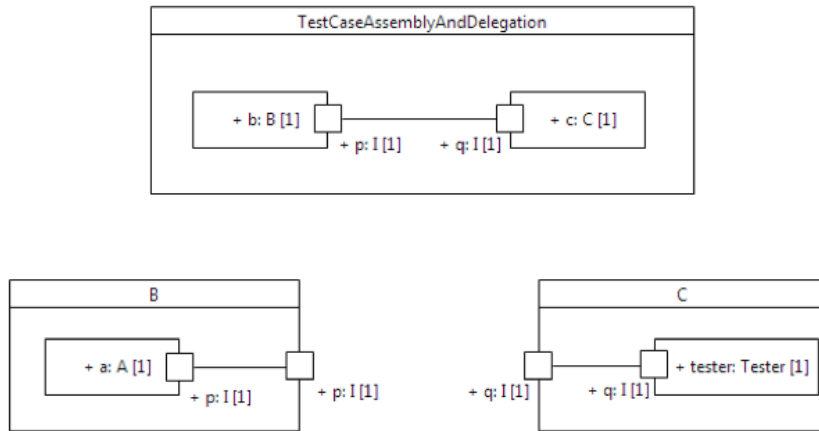 TestCaseAssemblyAndDelegation
+ b: B [1]
+ c: C [1]
+ p: I [1]
+ q: I [1]
B
C
+ a: A [1]
+ tester: Tester [1]
+ p: I [1]
+ p: I [1]
+ q: I [1]
+ q: I [1]